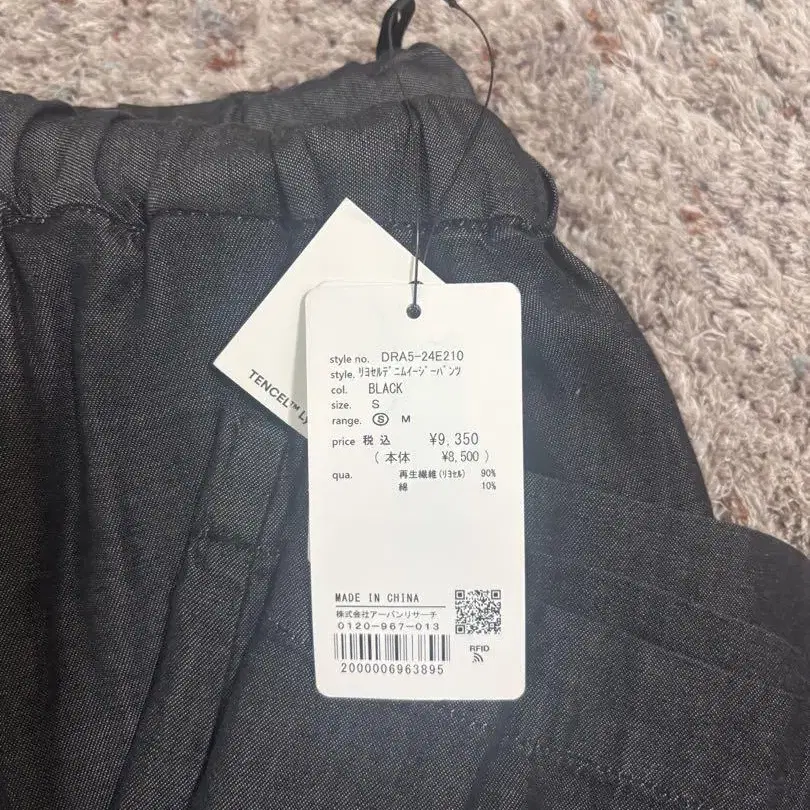 TENCEL™ Ly
style no. DRA5-24E210
style. ﾘﾖｾﾙﾃﾞﾆﾑｲｰｼﾞｰﾊﾟﾝﾂ
col. BLACK
size. S
range. Ⓢ M
price 税込 ¥9,350
( 本体 ¥8,500 )
qua. 再生繊維(ﾘﾖｾﾙ) 90%
綿 10%
MADE IN CHINA
株式会社アーバンリサーチ
0120-967-013
RFID
2000006963895